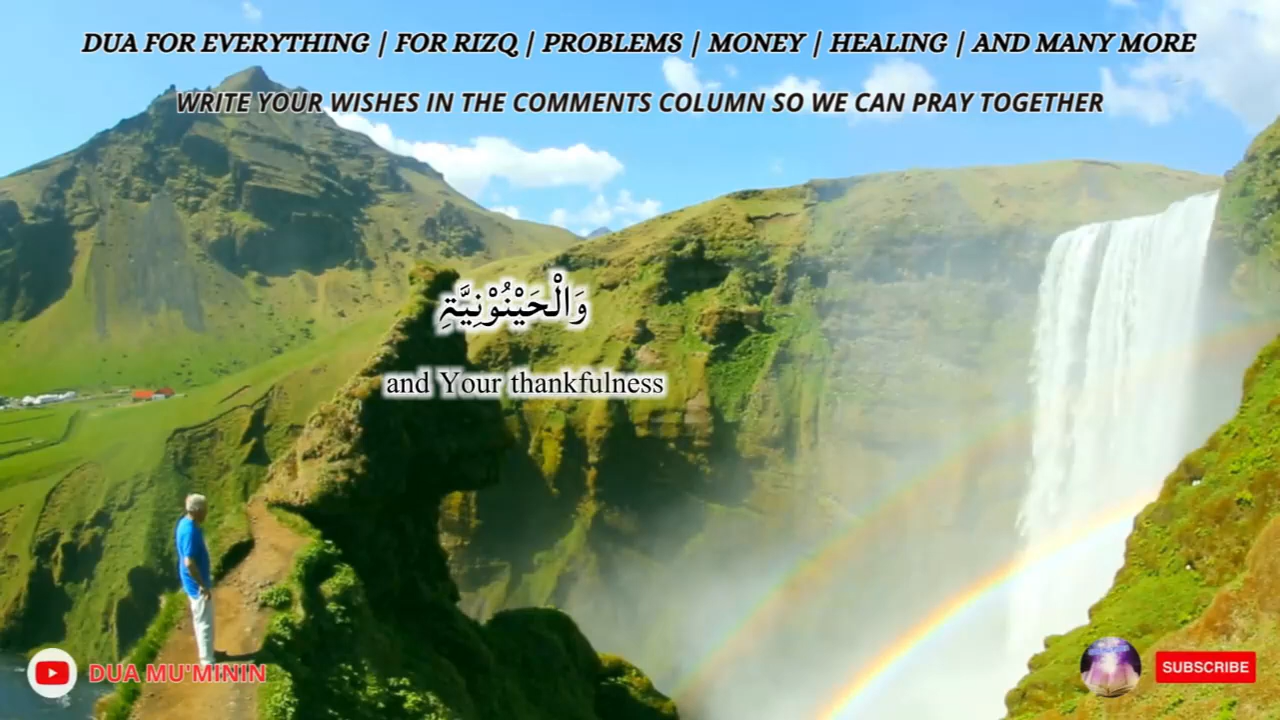 DUA FOR EVERYTHING | FOR RIZQ | PROBLEMS | MONEY | HEALING | AND MANY MORE
WRITE YOUR WISHES IN THE COMMENTS COLUMN SO WE CAN PRAY TOGETHER
وَالْحَيْنُوْنِيَّةِ
and Your thankfulness
DUA MU'MININ
SUBSCRIBE